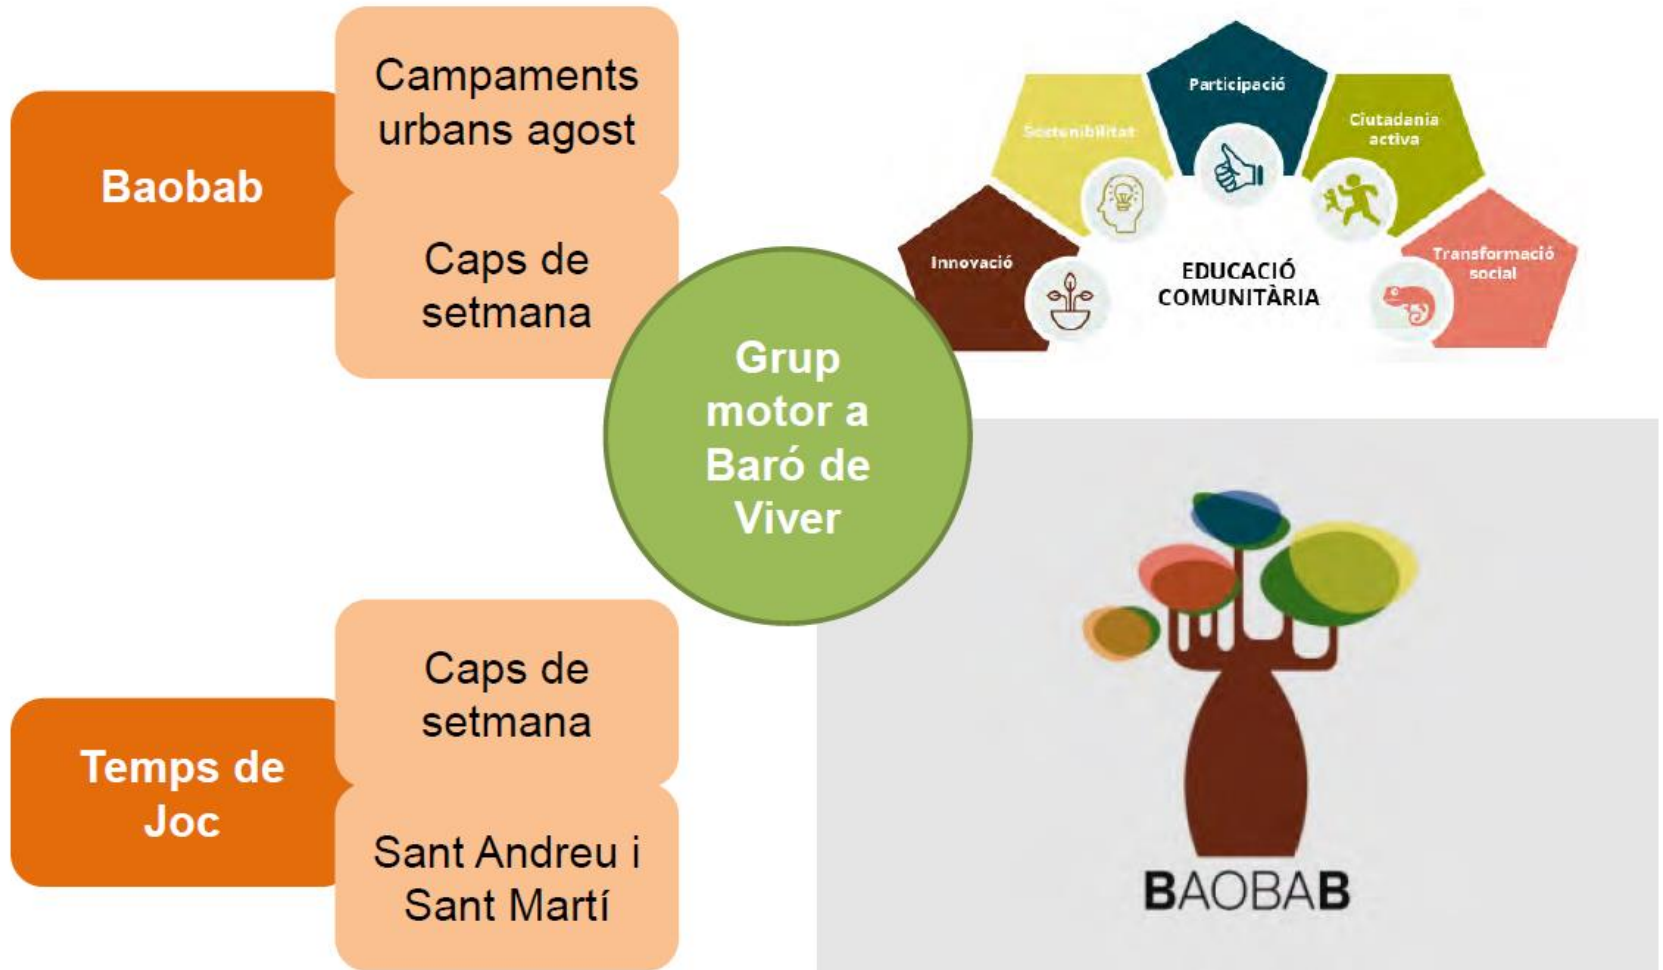 Baobab
Campaments
urbans agost
Caps de
setmana
Grup
motor a
Baró de
Viver
Temps de
Joc
Caps de
setmana
Sant Andreu i
Sant Martí
Innovació
Sostenibilitat
Participació
Ciutadania
activa
Transformació
social
EDUCACIÓ
COMUNITÀRIA
BAOBAB